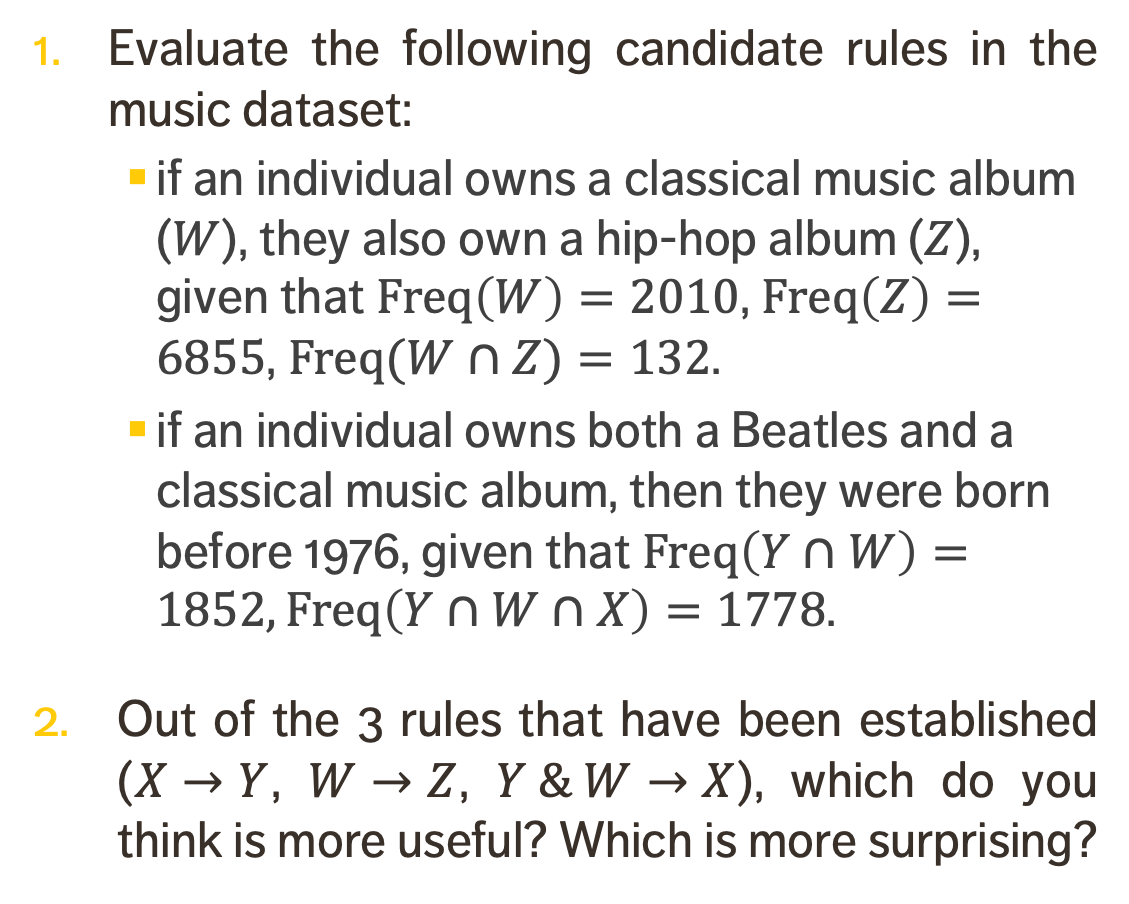 1. Evaluate the following candidate rules in the
music dataset:
▪ if an individual owns a classical music album
(W), they also own a hip-hop album (Z),
given that Freq(W) = 2010, Freq(Z) =
6855, Freq(W ∩ Z) = 132.
▪ if an individual owns both a Beatles and a
classical music album, then they were born
before 1976, given that Freq(Y ∩ W) =
1852, Freq(Y ∩ W ∩ X) = 1778.
2. Out of the 3 rules that have been established
(X → Y, W → Z, Y & W → X), which do you
think is more useful? Which is more surprising?